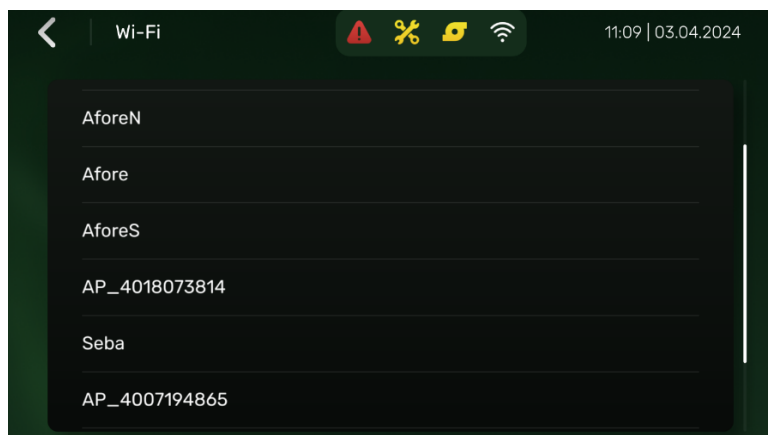 Wi-Fi
11:09 | 03.04.2024
AforeN
Afore
AforeS
AP_4018073814
Seba
AP_4007194865